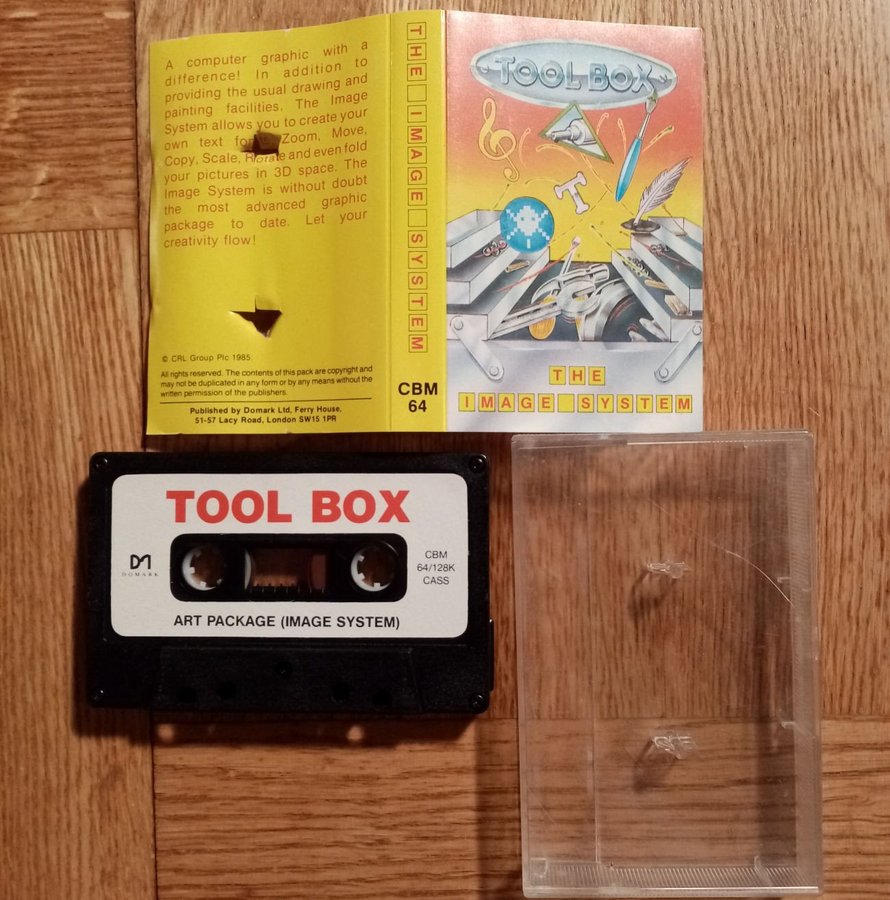 A computer graphic with a
difference! In addition to
providing the usual drawing and
painting facilities. The Image
System allows you to create your
own text Zoom, Move,
Copy, Scale, Rotate and even fold
your pictures in 3D space. The
Image System is without doubt
the most advanced graphic
package to date. Let your
creativity flow!
© CRL Group Plc 1985.
All rights reserved. The contents of this pack are copyright and
may not be duplicated in any form or by any means without the
written permission of the publishers.
Published by Domark Ltd, Ferry House,
51-57 Lacy Road, London SW15 1PR
THE IMAGE SYSTEM
CBM
64
TOOL BOX
T
THE
IMAGE SYSTEM
TOOL BOX
DOMARK
CBM
64/128K
CASS
ART PACKAGE (IMAGE SYSTEM)